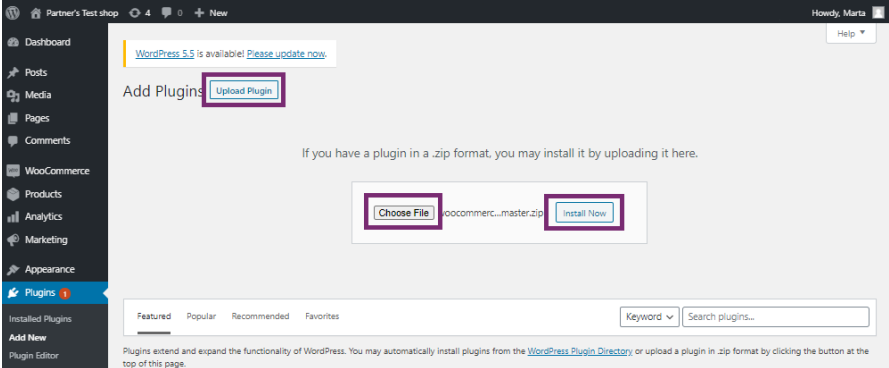 Partner's Test shop 4 0 + New Howdy, Marta
Help ▼
Dashboard
WordPress 5.5 is available! Please update now.
Posts
Media
Add Plugins Upload Plugin
Pages
Comments
If you have a plugin in a .zip format, you may install it by uploading it here.
WooCommerce
Products
Choose File woocommerc...master.zip Install Now
Analytics
Marketing
Appearance
Plugins 1
Installed Plugins
Featured Popular Recommended Favorites Keyword Search plugins...
Add New
Plugin Editor
Plugins extend and expand the functionality of WordPress. You may automatically install plugins from the WordPress Plugin Directory or upload a plugin in .zip format by clicking the button at the
top of this page.